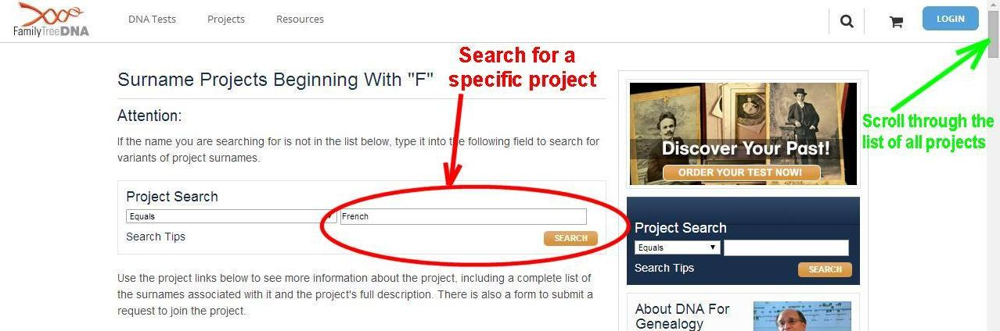 FamilyTreeDNA
DNA Tests
Projects
Resources
LOGIN
Search for a
specific project
Surname Projects Beginning With "F"
Attention:
If the name you are searching for is not in the list below, type it into the following field to search for
variants of project surnames.
Project Search
Equals
French
Search Tips
SEARCH
Use the project links below to see more information about the project, including a complete list of
the surnames associated with it and the project's full description. There is also a form to submit a
request to join the project.
Discover Your Past!
ORDER YOUR TEST NOW!
Project Search
Equals
Search Tips
SEARCH
About DNA For
Genealogy
Scroll through the
list of all projects